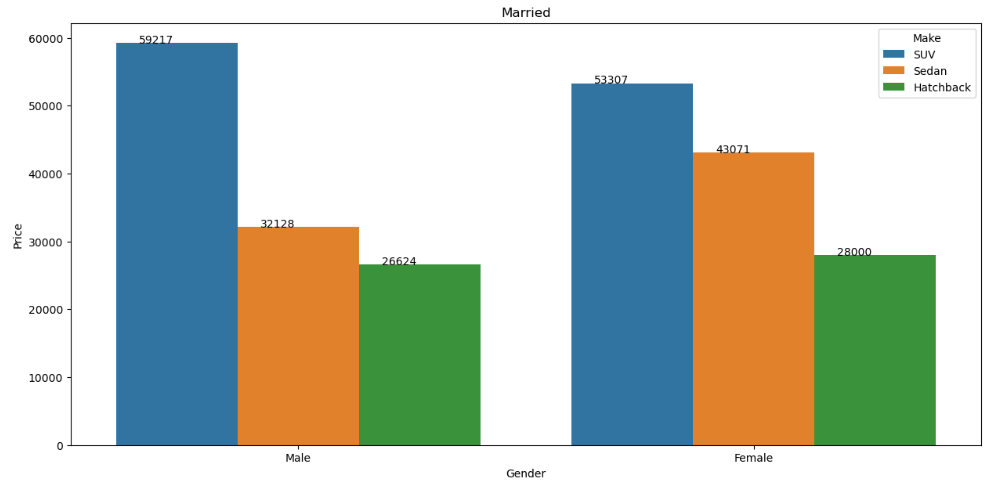 Married
Make
SUV
Sedan
Hatchback
Price
60000
50000
40000
30000
20000
10000
0
59217
32128
26624
53307
43071
28000
Male
Female
Gender